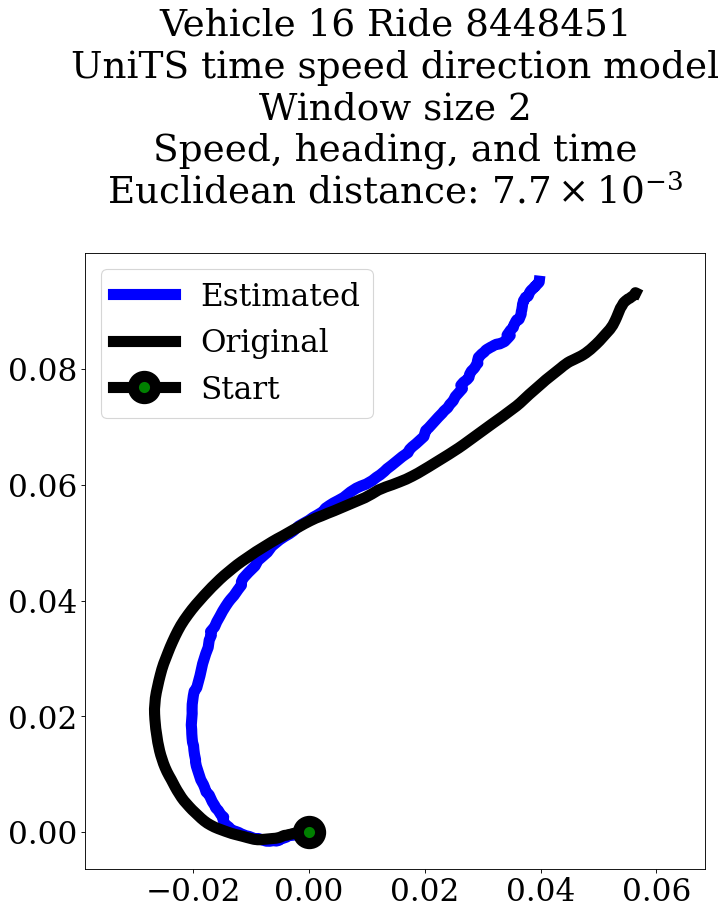 Vehicle 16 Ride 8448451
UniTS time speed direction model
Window size 2
Speed, heading, and time
Euclidean distance: 7.7 × 10⁻³
Estimated
Original
Start
0.08
0.06
0.04
0.02
0.00
−0.02 0.00 0.02 0.04 0.06